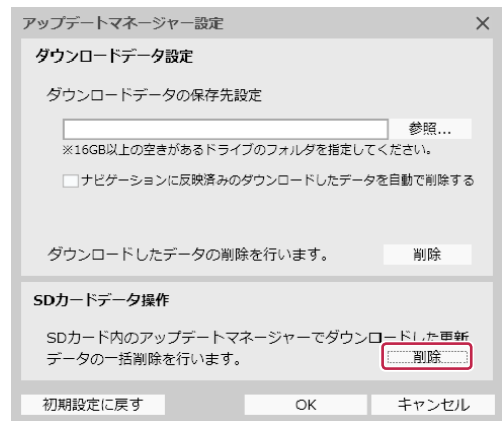 アップデートマネージャー設定
ダウンロードデータ設定
ダウンロードデータの保存先設定
参照...
※16GB以上の空きがあるドライブのフォルダを指定してください。
ナビゲーションに反映済みのダウンロードしたデータを自動で削除する
ダウンロードしたデータの削除を行います。 削除
SDカードデータ操作
SDカード内のアップデートマネージャーでダウンロードした更新
データの一括削除を行います。 削除
初期設定に戻す OK キャンセル